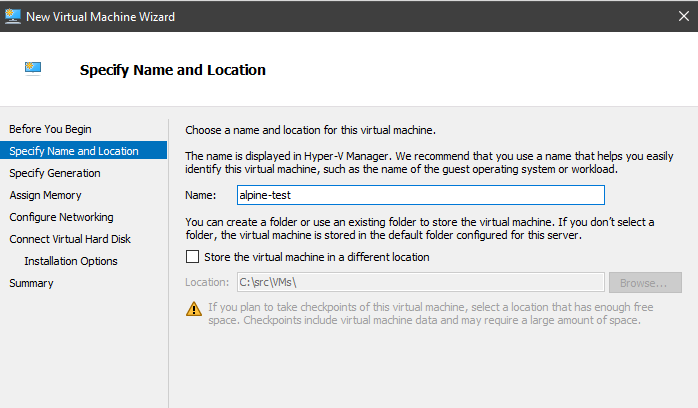 New Virtual Machine Wizard
Specify Name and Location
Before You Begin
Specify Name and Location
Specify Generation
Assign Memory
Configure Networking
Connect Virtual Hard Disk
Installation Options
Summary
Choose a name and location for this virtual machine.
The name is displayed in Hyper-V Manager. We recommend that you use a name that helps you easily
identify this virtual machine, such as the name of the guest operating system or workload.
Name: alpine-test
You can create a folder or use an existing folder to store the virtual machine. If you don't select a
folder, the virtual machine is stored in the default folder configured for this server.
Store the virtual machine in a different location
Location: C:\src\VMs\ Browse...
If you plan to take checkpoints of this virtual machine, select a location that has enough free
space. Checkpoints include virtual machine data and may require a large amount of space.